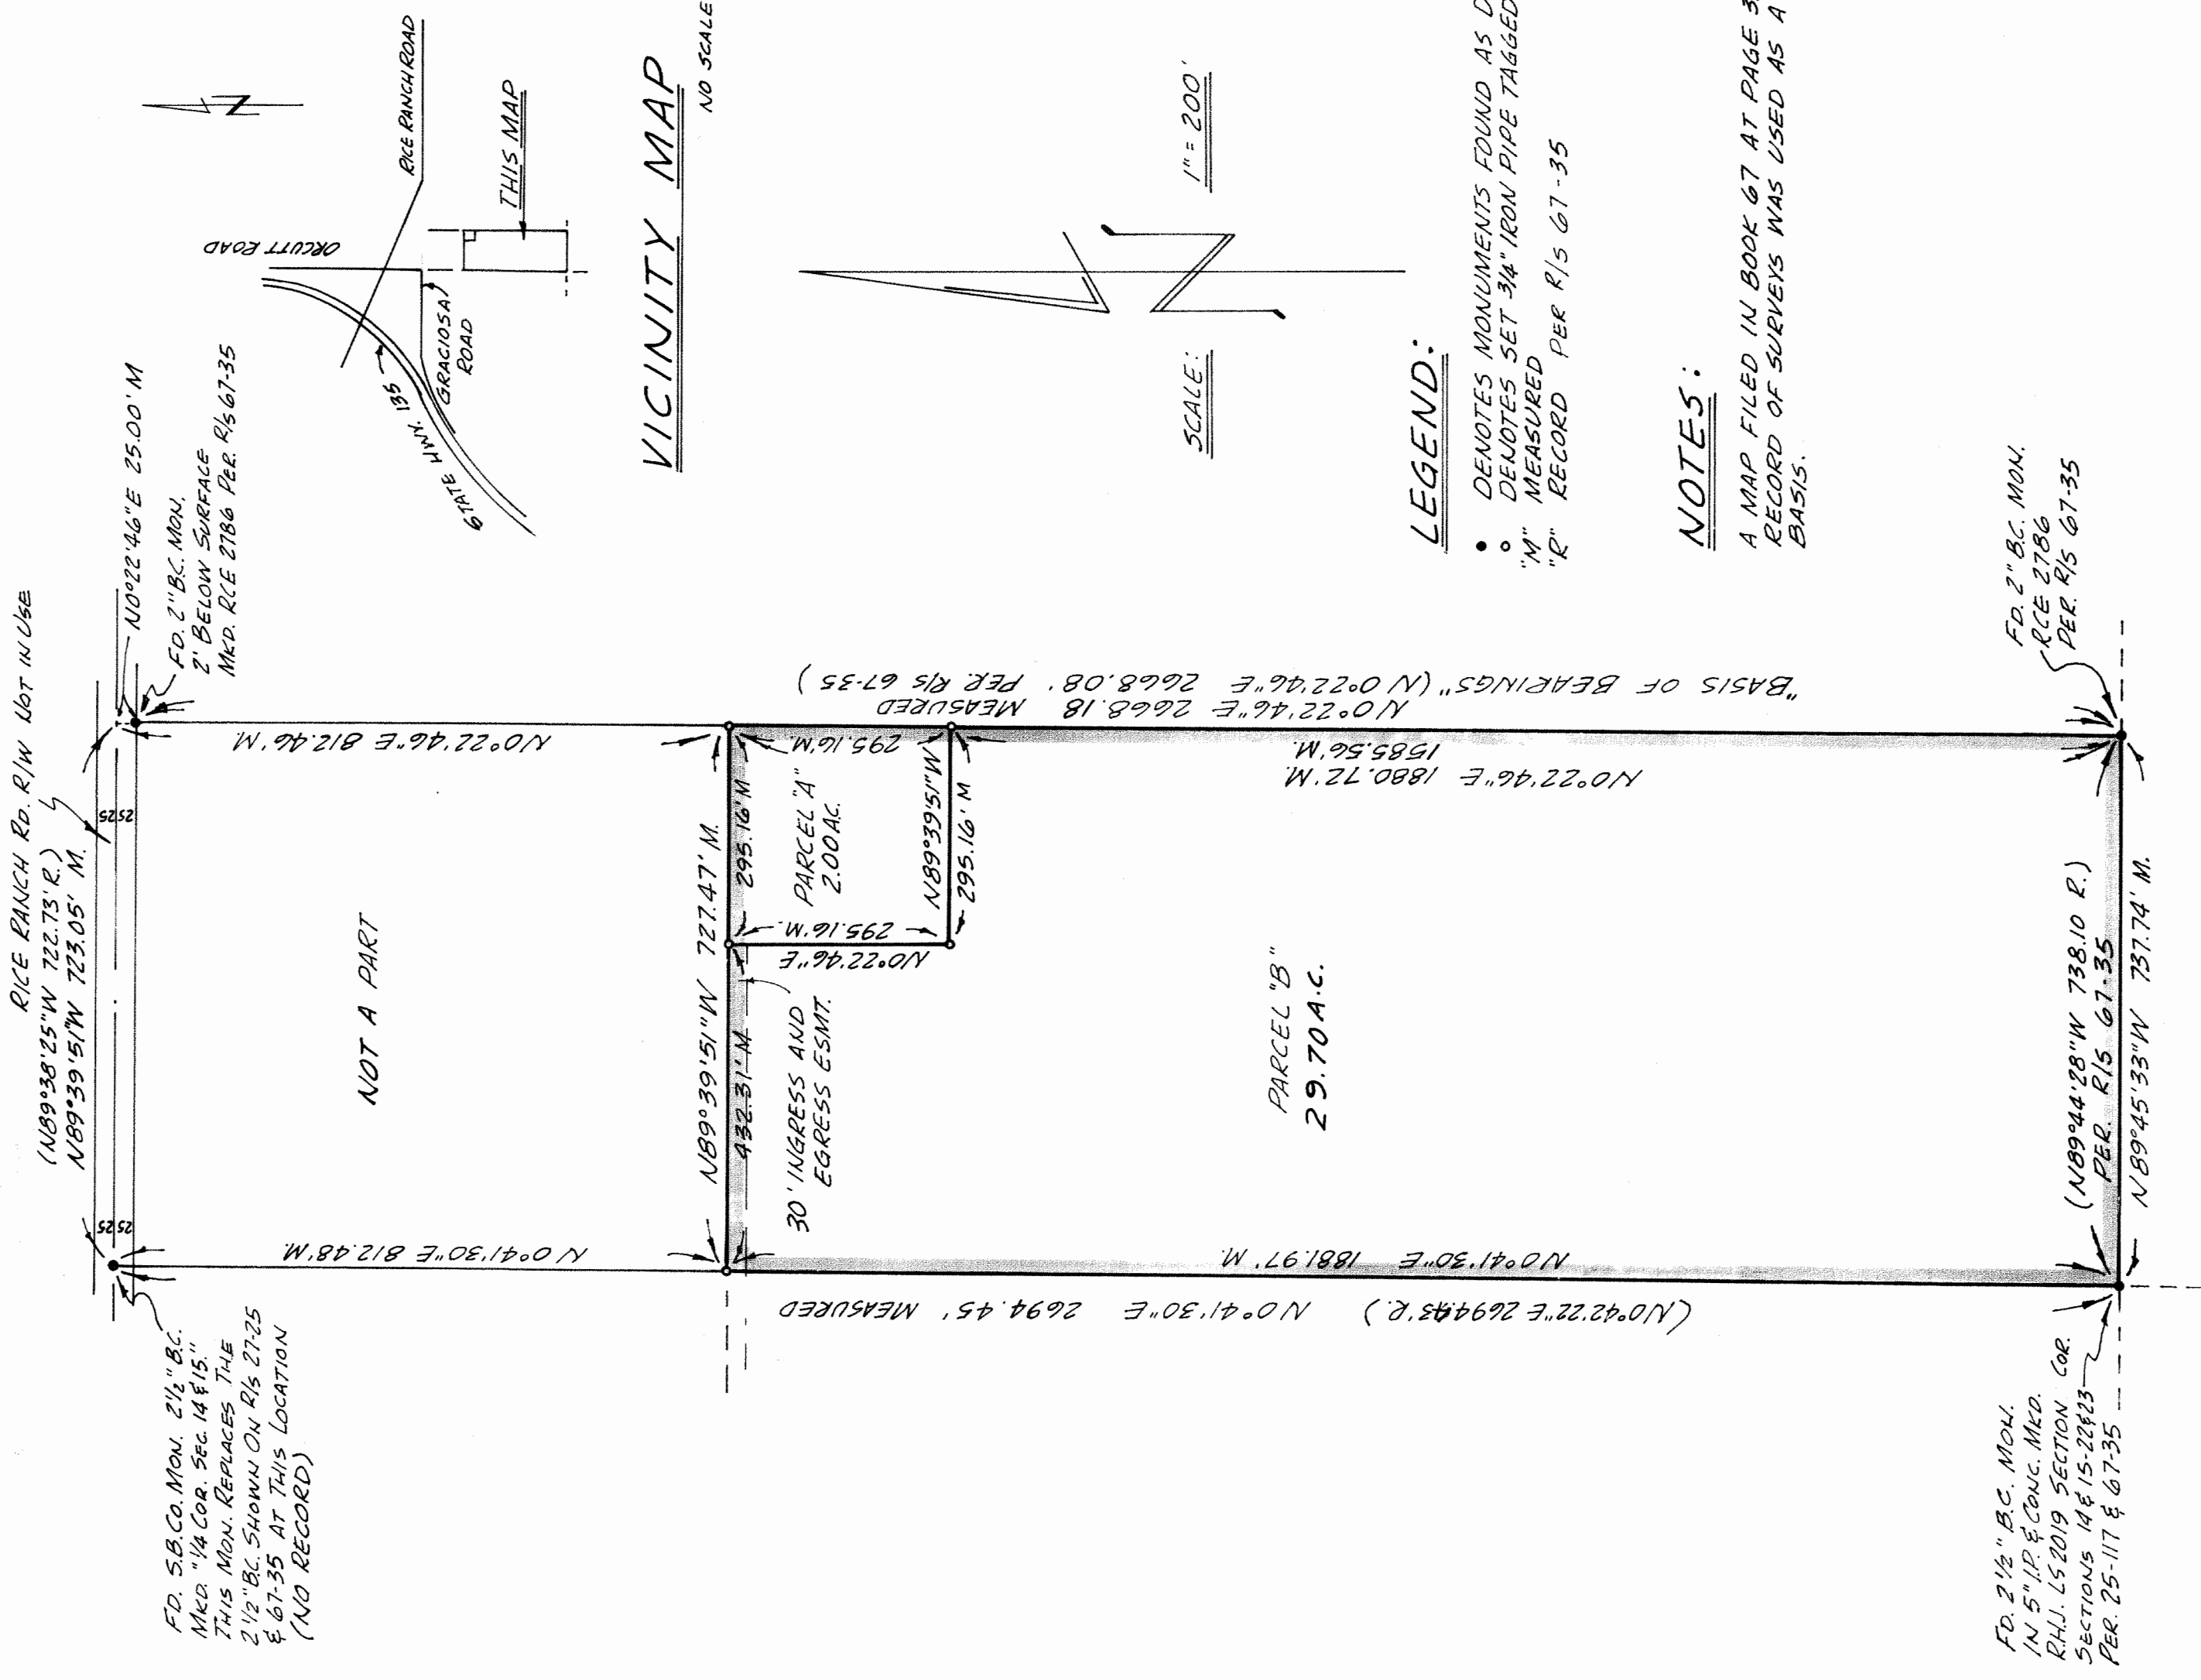 RICE RANCH RD. R/W NOT IN USE
(N89°38'25"W 722.73' R.)
N89°39'51"W 723.05' M.
25 25
25 25
N0°22'46"E 25.00' M
FD. 2" B.C. MON.
2' BELOW SURFACE
MKD. RCE 2786 PER. R/S 67-35
FD. S.B.CO. MON. 2½" B.C.
MKD. "¼ COR. SEC. 14 & 15."
THIS MON. REPLACES THE
2½" B.C. SHOWN ON R/S 27-25
& 67-35 AT THIS LOCATION
(NO RECORD)
N0°41'30"E 812.48' M.
NOT A PART
N0°22'46"E 812.46' M.
N89°39'51"W 727.47' M.
432.31' M
295.16' M
30' INGRESS AND
EGRESS ESMT.
PARCEL "A"
2.00 AC.
295.16' M.
N0°22'46"E
295.16' M.
N89°39'51"W
295.16' M
(N0°42'22"E 2694.43' R.) N0°41'30"E 2694.45' MEASURED
N0°41'30"E 1881.97' M.
PARCEL "B"
29.70 A.C.
N0°22'46"E 1880.72' M.
1585.56' M.
N0°22'46"E 2668.18 MEASURED
"BASIS OF BEARINGS" (N0°22'46"E 2668.08' PER R/S 67-35)
(N89°44'28"W 738.10 R.)
PER. R/S 67-35
N89°45'33"W 737.74' M.
FD. 2½" B.C. MON.
IN 5" I.P. & CONC. MKD.
R.H.J. LS 2019 SECTION COR.
SECTIONS 14 & 15-22 & 23
PER. 25-117 & 67-35
FD. 2" B.C. MON.
RCE 2786
PER. R/S 67-35
ORCUTT ROAD
RICE RANCH ROAD
STATE HWY. 135
GRACIOSA
ROAD
THIS MAP
N
VICINITY MAP
NO SCALE
N
SCALE: 1" = 200'
LEGEND:
● DENOTES MONUMENTS FOUND AS D
○ DENOTES SET 3/4" IRON PIPE TAGGED
"M" MEASURED
"R" RECORD PER R/S 67-35
NOTES:
A MAP FILED IN BOOK 67 AT PAGE 3
RECORD OF SURVEYS WAS USED AS A
BASIS.